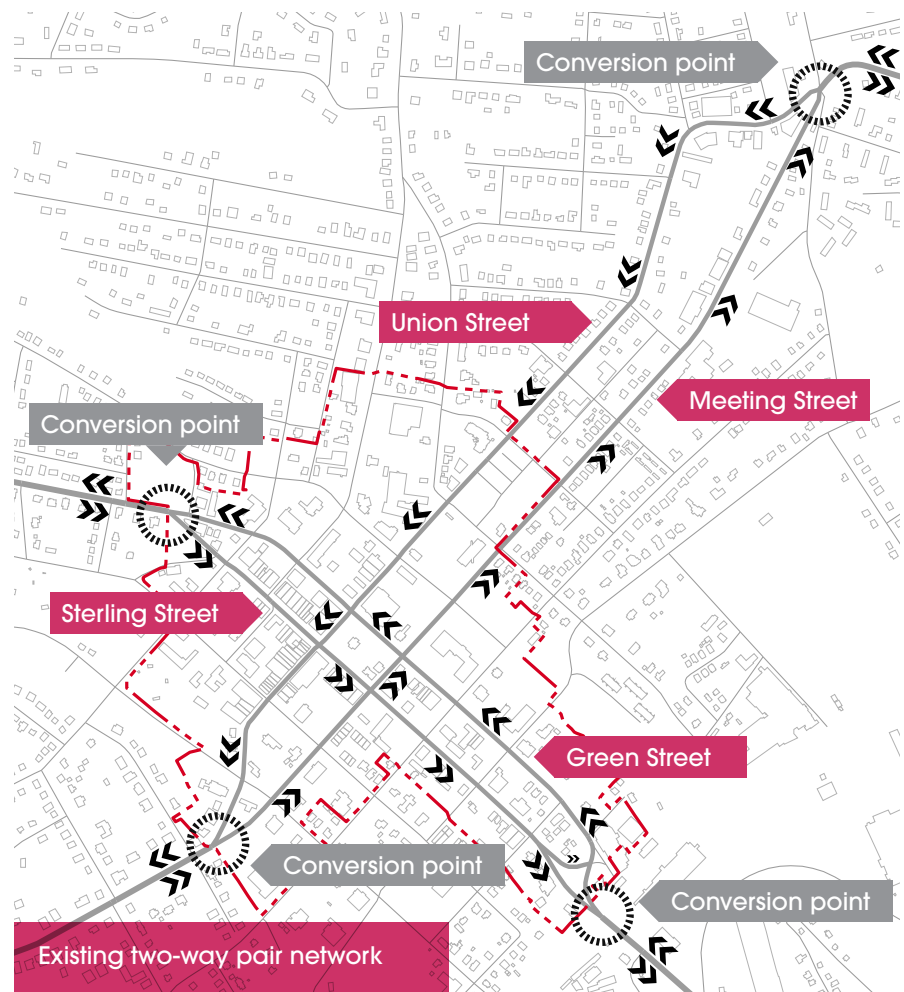 Conversion point
Union Street
Meeting Street
Conversion point
Sterling Street
Green Street
Conversion point
Conversion point
Existing two-way pair network